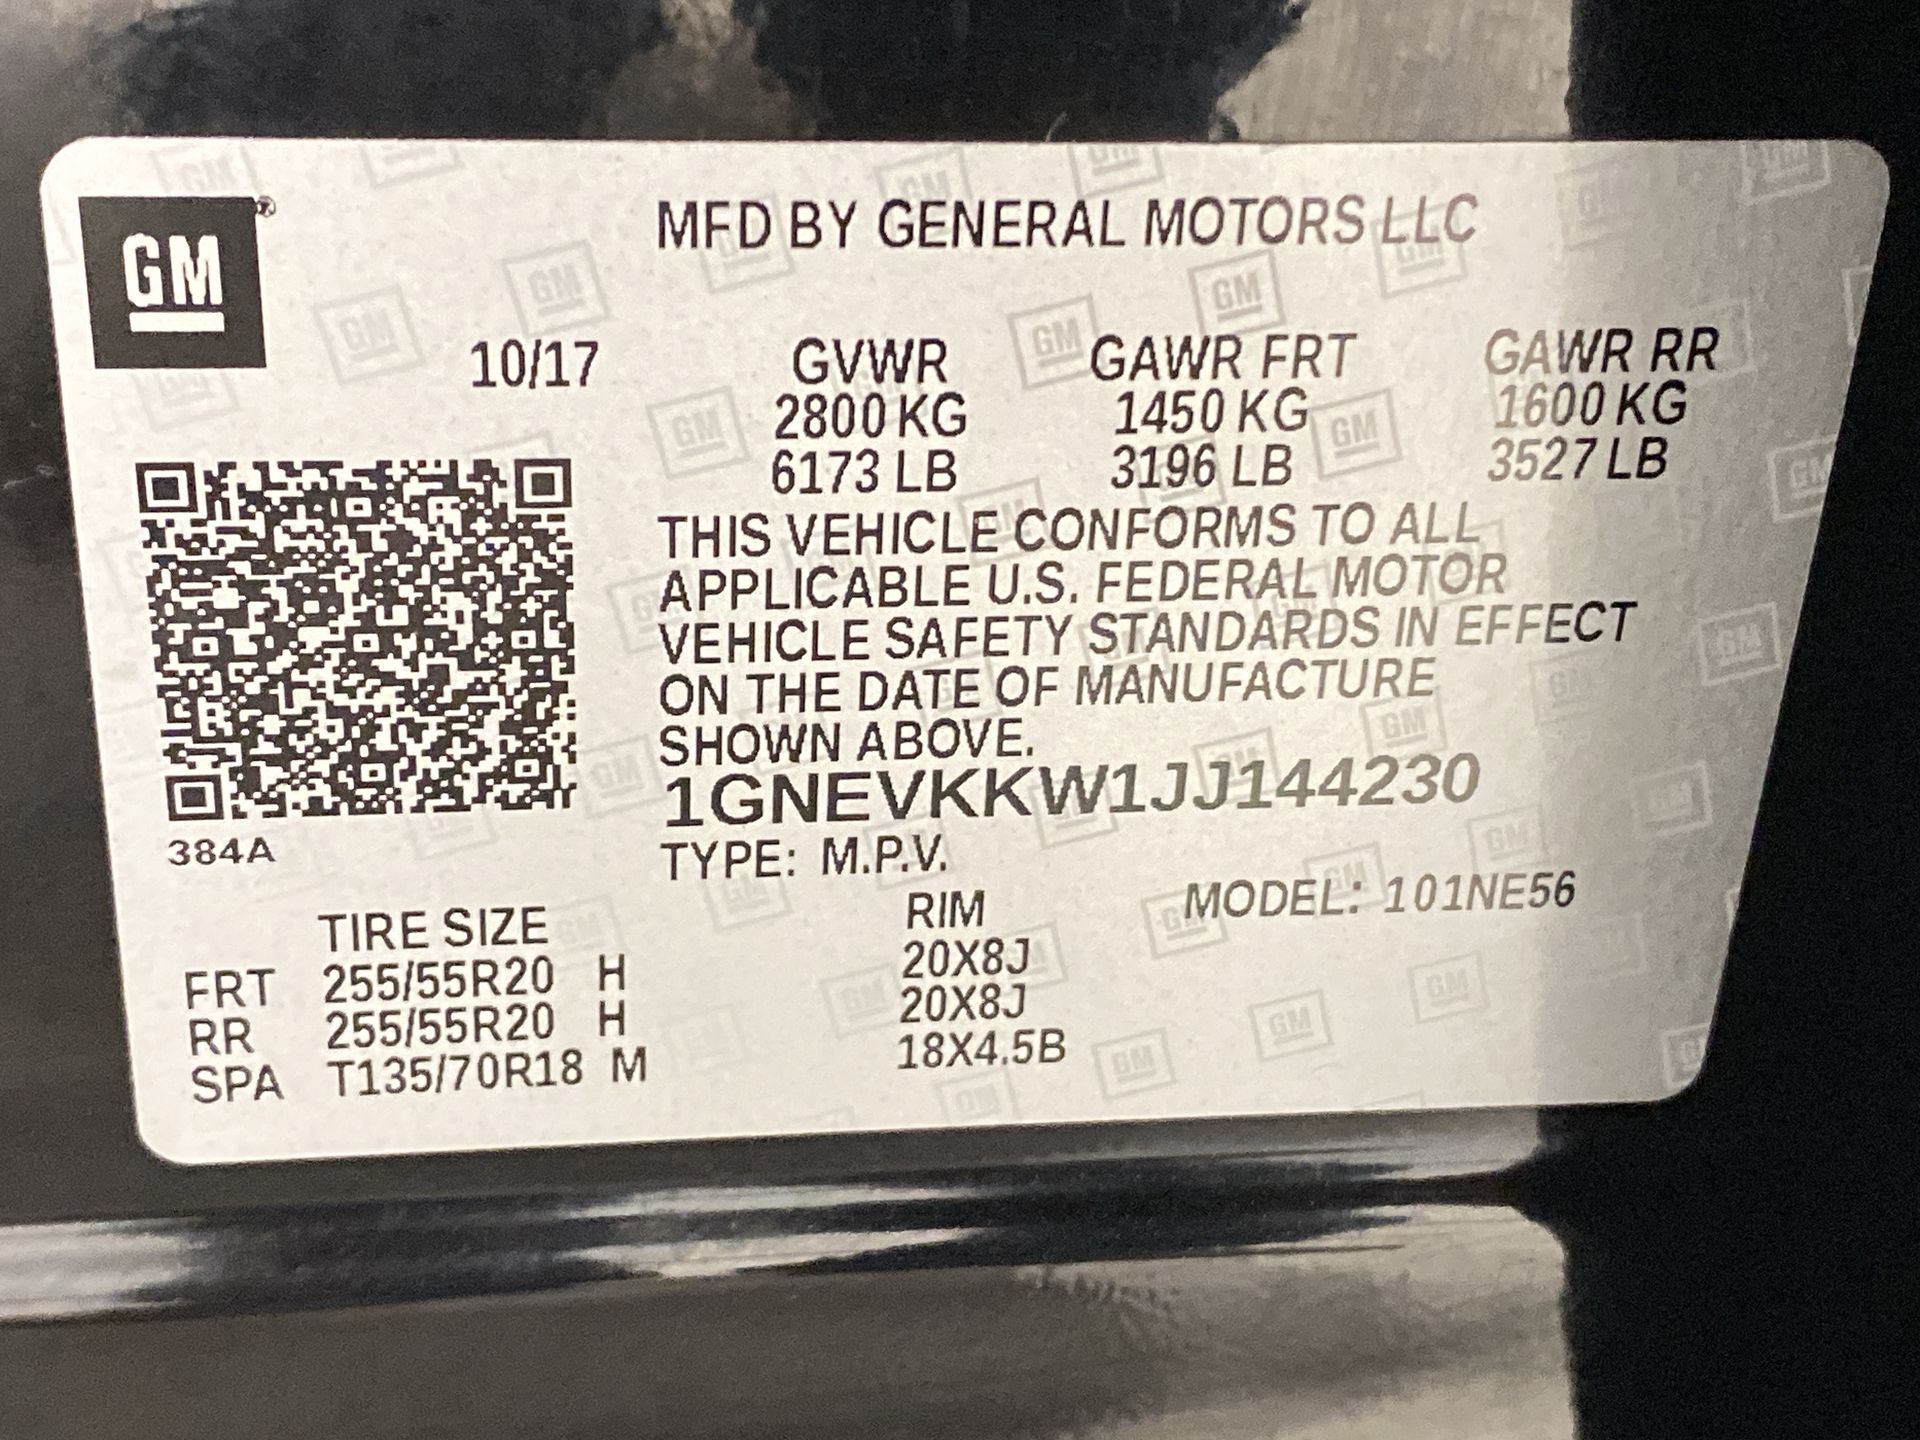 GM
MFD BY GENERAL MOTORS LLC
10/17 GVWR GAWR FRT GAWR RR
2800 KG 1450 KG 1600 KG
6173 LB 3196 LB 3527 LB
THIS VEHICLE CONFORMS TO ALL
APPLICABLE U.S. FEDERAL MOTOR
VEHICLE SAFETY STANDARDS IN EFFECT
ON THE DATE OF MANUFACTURE
SHOWN ABOVE.
1GNEVKKW1JJ144230
384A
TYPE: M.P.V. MODEL: 101NE56
TIRE SIZE RIM
FRT 255/55R20 H 20X8J
RR 255/55R20 H 20X8J
SPA T135/70R18 M 18X4.5B